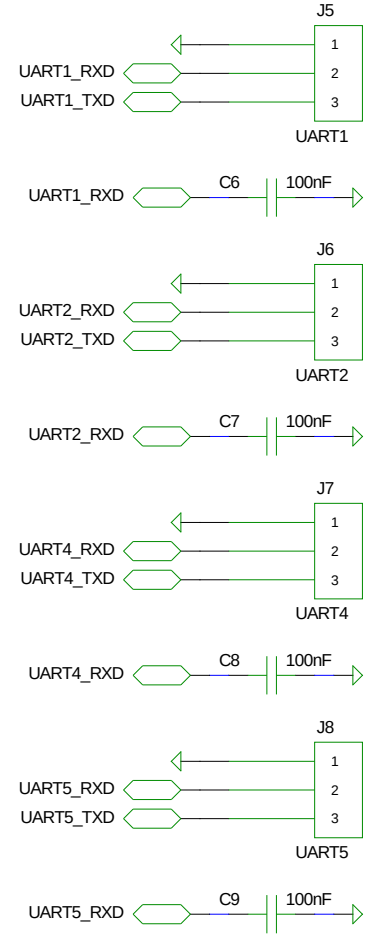 J5
1
UART1_RXD 2
UART1_TXD 3
UART1
C6 100nF
UART1_RXD
J6
1
UART2_RXD 2
UART2_TXD 3
UART2
C7 100nF
UART2_RXD
J7
1
UART4_RXD 2
UART4_TXD 3
UART4
C8 100nF
UART4_RXD
J8
1
UART5_RXD 2
UART5_TXD 3
UART5
C9 100nF
UART5_RXD